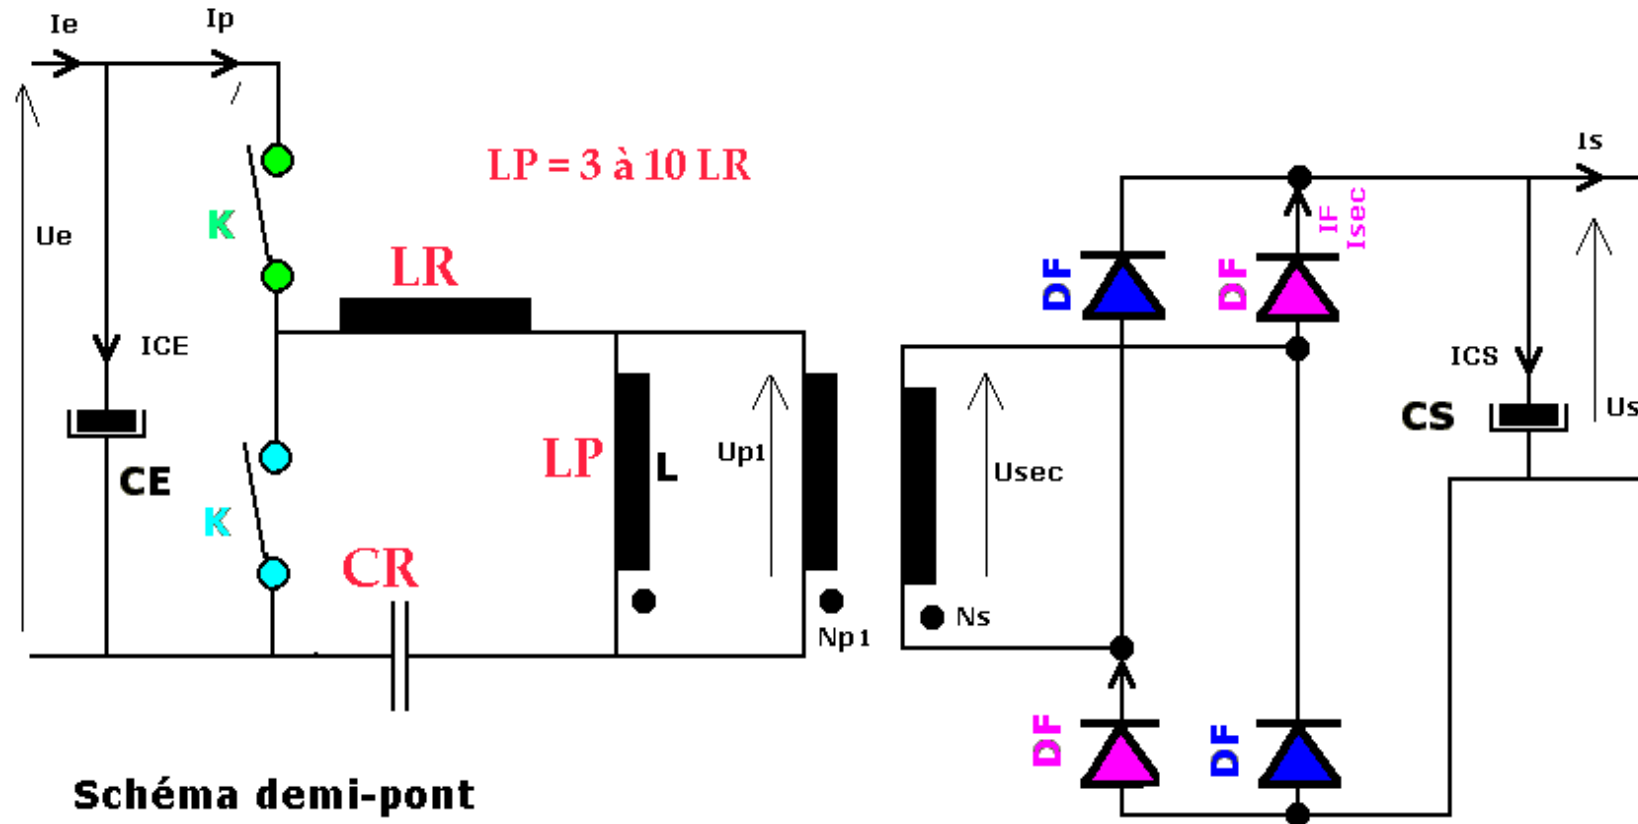 Ie
Ip
Is
LP = 3 à 10 LR
IF
Isec
K
Ue
LR
DF
DF
ICE
ICS
Us
CS
Up1
Usec
LP
L
CE
K
CR
Ns
Np1
DF
DF
Schéma demi-pont